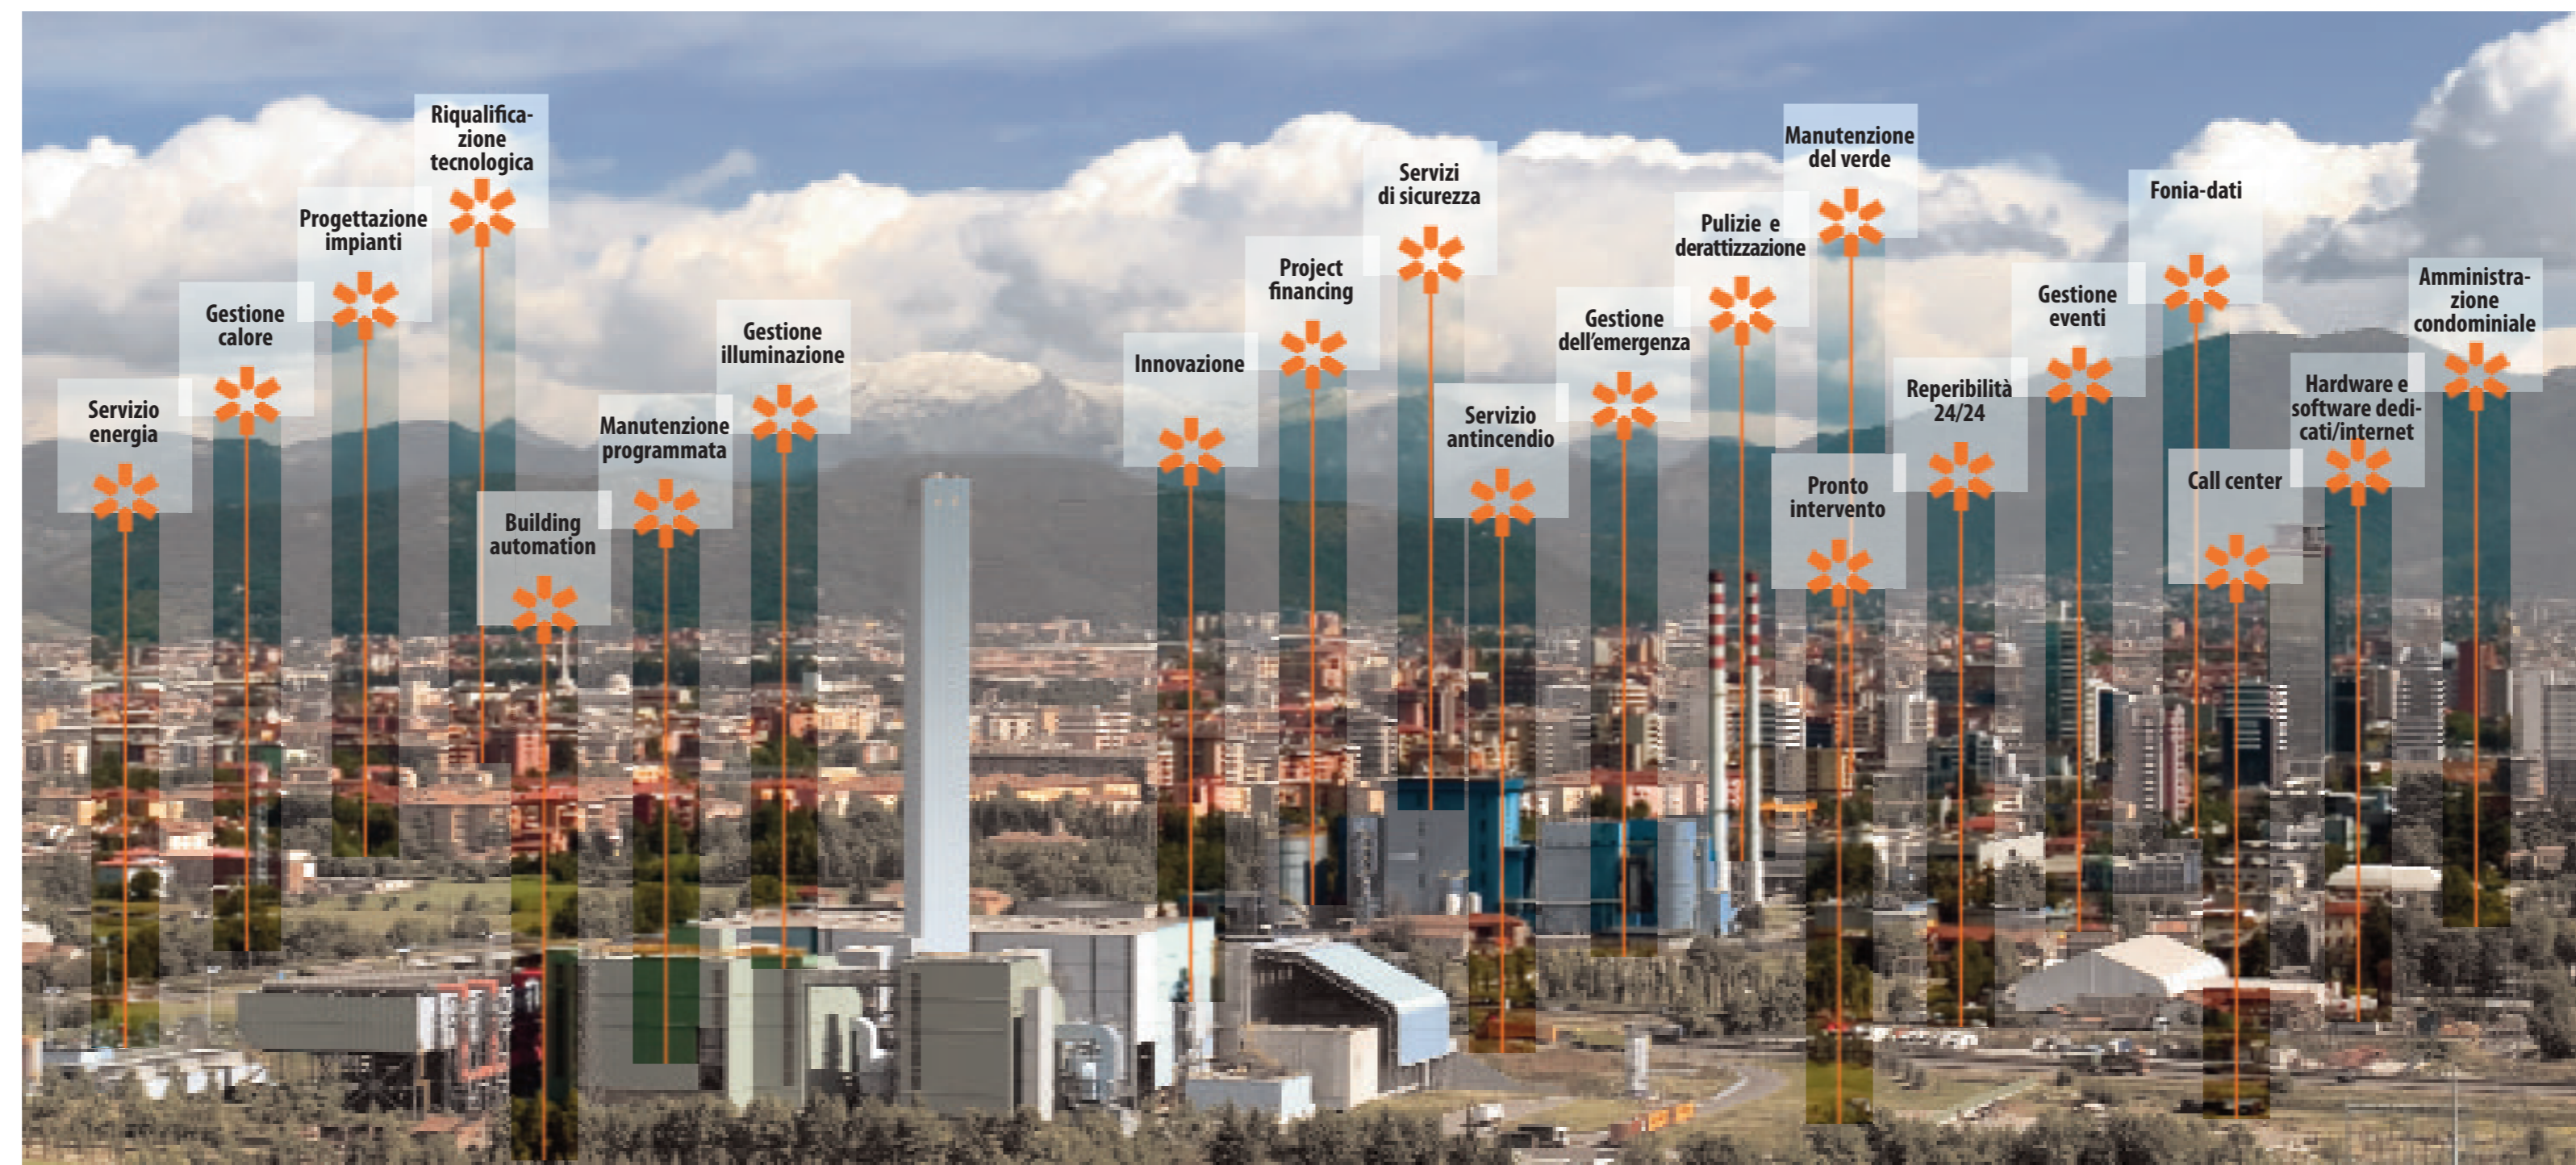 Servizio
energia
Gestione
calore
Progettazione
impianti
Riqualifica-
zione
tecnologica
Building
automation
Manutenzione
programmata
Gestione
illuminazione
Innovazione
Project
financing
Servizi
di sicurezza
Servizio
antincendio
Gestione
dell'emergenza
Pulizie e
derattizzazione
Manutenzione
del verde
Pronto
intervento
Reperibilità
24/24
Gestione
eventi
Fonia-dati
Call center
Hardware e
software dedi-
cati/internet
Amministra-
zione
condominiale